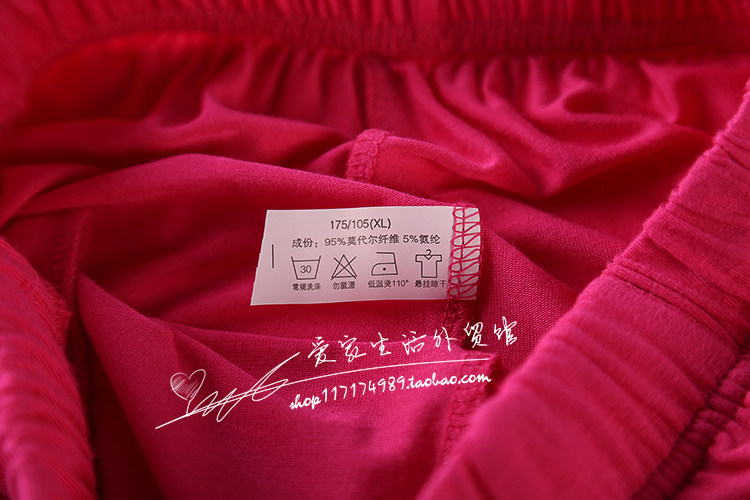 175/105(XL)
成份: 95%莫代尔纤维 5%氨纶
30
常规洗涤 勿氯漂 低温烫110° 悬挂晾干
爱家生活外贸馆
shop117174989.taobao.com